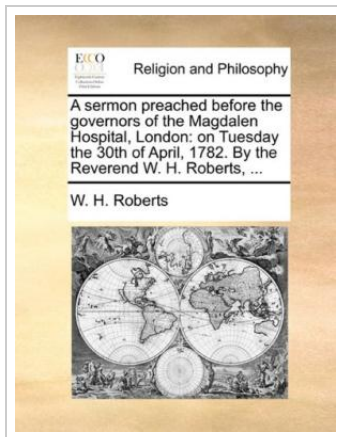 ECCO
Religion and Philosophy
A sermon preached before the
governors of the Magdalen
Hospital, London: on Tuesday
the 30th of April, 1782. By the
Reverend W. H. Roberts, ...
W. H. Roberts